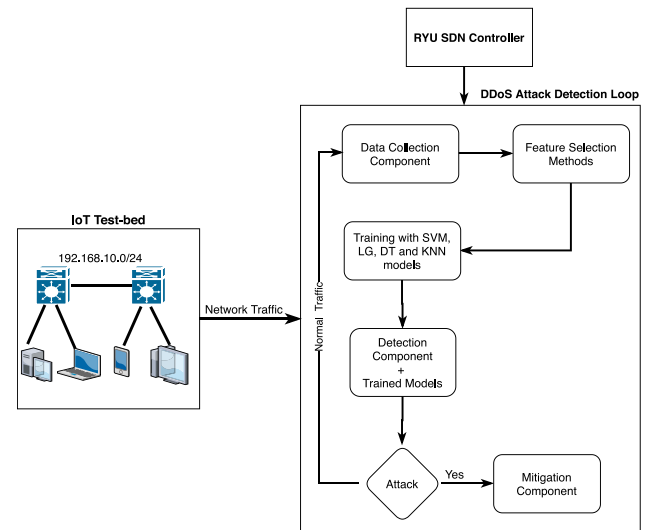 RYU SDN Controller
DDoS Attack Detection Loop
Data Collection
Component
Feature Selection
Methods
IoT Test-bed
192.168.10.0/24
Training with SVM,
LG, DT and KNN
models
Network Traffic
Normal Traffic
Detection
Component
+
Trained Models
Attack
Yes
Mitigation
Component